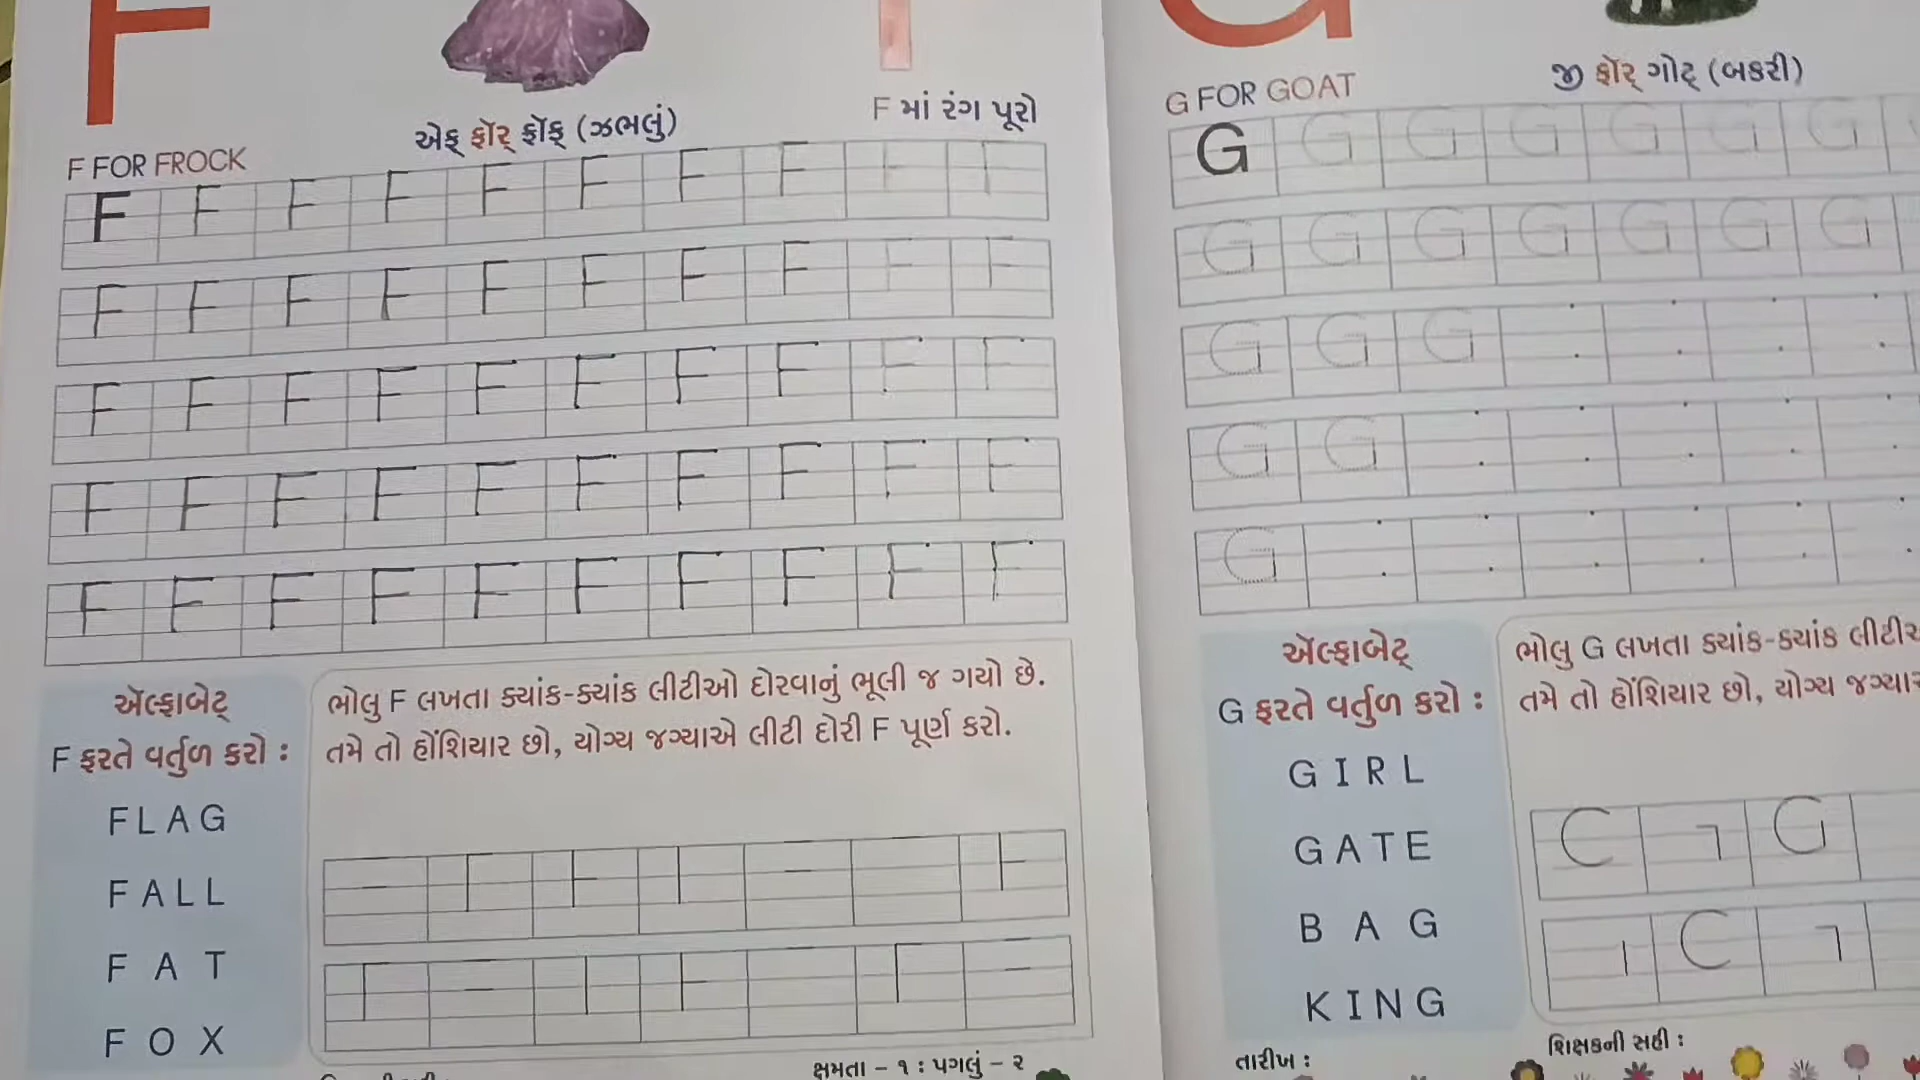 F
F FOR FROCK
એફ ફૉર્ ફ્રૉક્ (ઝભલું)
F માં રંગ પૂરો
F F F F F F F F F F
F F F F F F F F F F
F F F F F F F F F F
F F F F F F F F F F
F F F F F F F F F F
ઍલ્ફાબેટ્
F ફરતે વર્તુળ કરો :
FLAG
FALL
FAT
FOX
ભોલુ F લખતા ક્યાંક-ક્યાંક લીટીઓ દોરવાનું ભૂલી જ ગયો છે.
તમે તો હોંશિયાર છો, યોગ્ય જગ્યાએ લીટી દોરી F પૂર્ણ કરો.
ક્ષમતા – ૧ : પગલું – ૨
G
G FOR GOAT
જી ફૉર્ ગોટ્ (બકરી)
G G G G G G G
G G G G G G G
G G G
G G
G
ઍલ્ફાબેટ્
G ફરતે વર્તુળ કરો :
GIRL
GATE
BAG
KING
ભોલુ G લખતા ક્યાંક-ક્યાંક
તમે તો હોંશિયાર છો, યોગ્ય
તારીખ :
શિક્ષકની સહી :